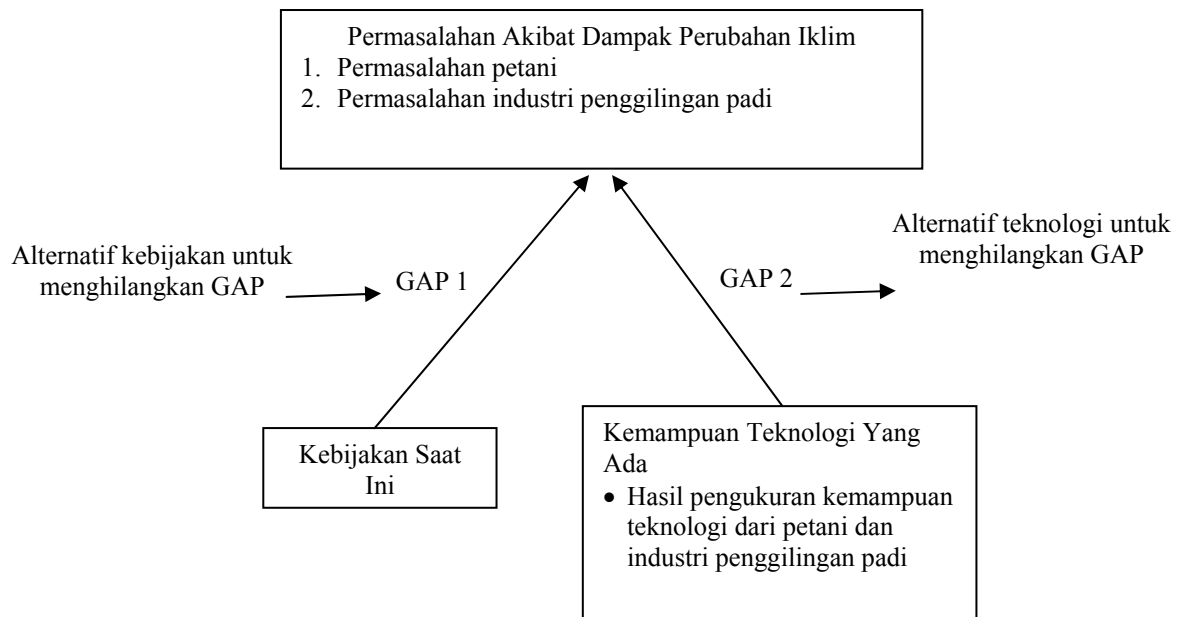 Permasalahan Akibat Dampak Perubahan Iklim
1. Permasalahan petani
2. Permasalahan industri penggilingan padi
Alternatif kebijakan untuk
menghilangkan GAP
GAP 1
GAP 2
Alternatif teknologi untuk
menghilangkan GAP
Kebijakan Saat
Ini
Kemampuan Teknologi Yang
Ada
• Hasil pengukuran kemampuan
teknologi dari petani dan
industri penggilingan padi